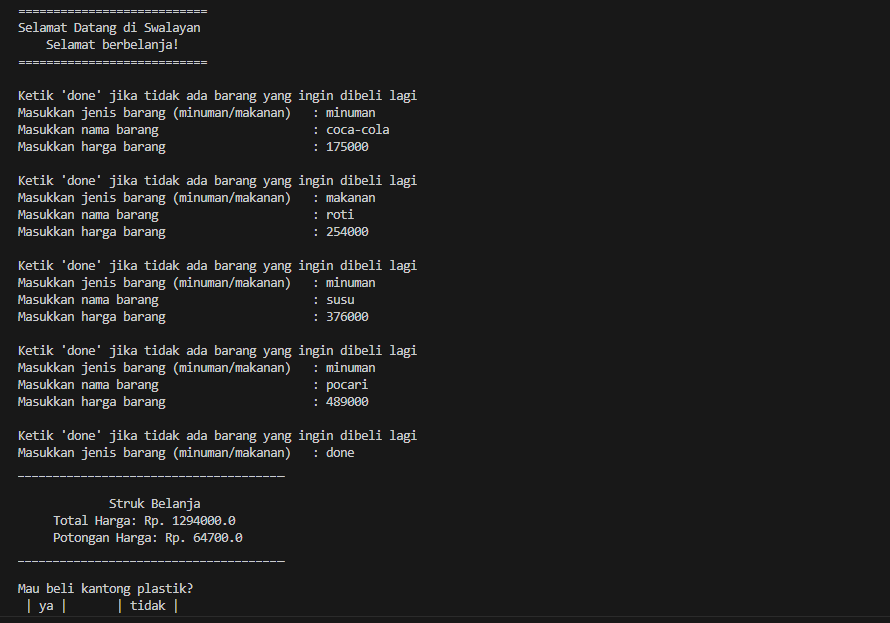 ===========================
Selamat Datang di Swalayan
Selamat berbelanja!
===========================
Ketik 'done' jika tidak ada barang yang ingin dibeli lagi
Masukkan jenis barang (minuman/makanan) : minuman
Masukkan nama barang : coca-cola
Masukkan harga barang : 175000
Ketik 'done' jika tidak ada barang yang ingin dibeli lagi
Masukkan jenis barang (minuman/makanan) : makanan
Masukkan nama barang : roti
Masukkan harga barang : 254000
Ketik 'done' jika tidak ada barang yang ingin dibeli lagi
Masukkan jenis barang (minuman/makanan) : minuman
Masukkan nama barang : susu
Masukkan harga barang : 376000
Ketik 'done' jika tidak ada barang yang ingin dibeli lagi
Masukkan jenis barang (minuman/makanan) : minuman
Masukkan nama barang : pocari
Masukkan harga barang : 489000
Ketik 'done' jika tidak ada barang yang ingin dibeli lagi
Masukkan jenis barang (minuman/makanan) : done
______________________________________
Struk Belanja
Total Harga: Rp. 1294000.0
Potongan Harga: Rp. 64700.0
______________________________________
Mau beli kantong plastik?
| ya | | tidak |